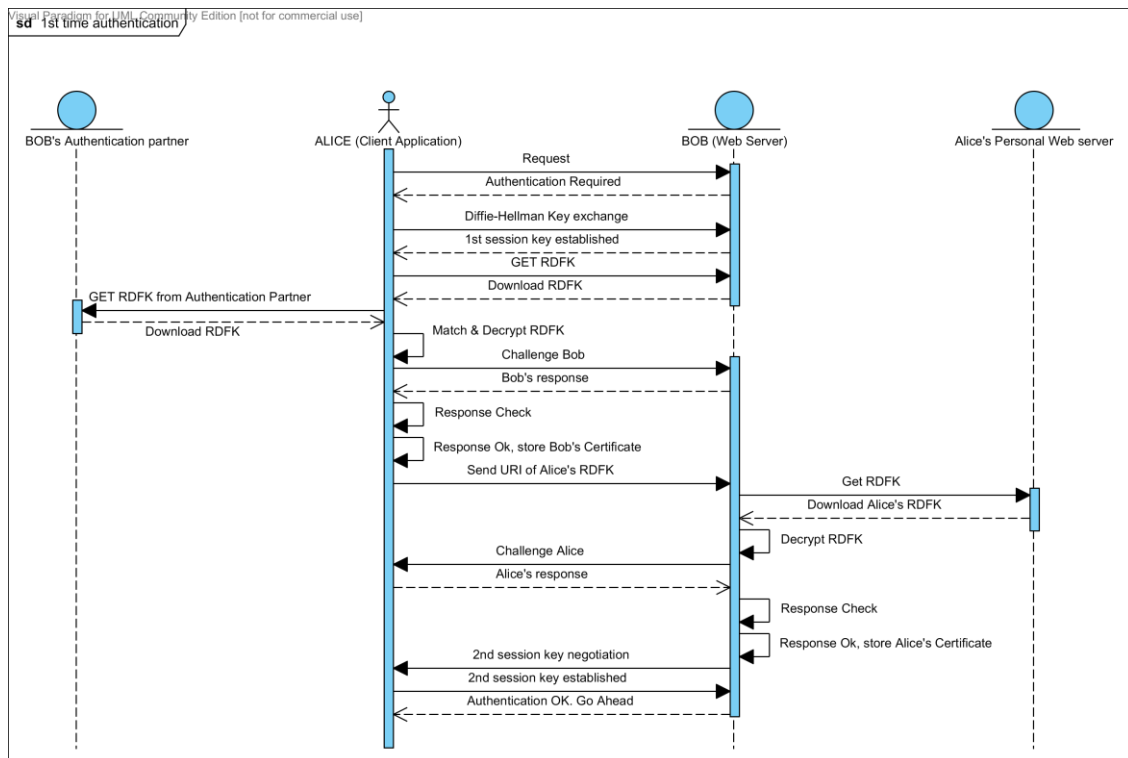 Visual Paradigm for UML Community Edition [not for commercial use]
sd 1st time authentication
BOB's Authentication partner
ALICE (Client Application)
BOB (Web Server)
Alice's Personal Web server
Request
Authentication Required
Diffie-Hellman Key exchange
1st session key established
GET RDFK
Download RDFK
GET RDFK from Authentication Partner
Download RDFK
Match & Decrypt RDFK
Challenge Bob
Bob's response
Response Check
Response Ok, store Bob's Certificate
Send URI of Alice's RDFK
Get RDFK
Download Alice's RDFK
Decrypt RDFK
Challenge Alice
Alice's response
Response Check
Response Ok, store Alice's Certificate
2nd session key negotiation
2nd session key established
Authentication OK. Go Ahead